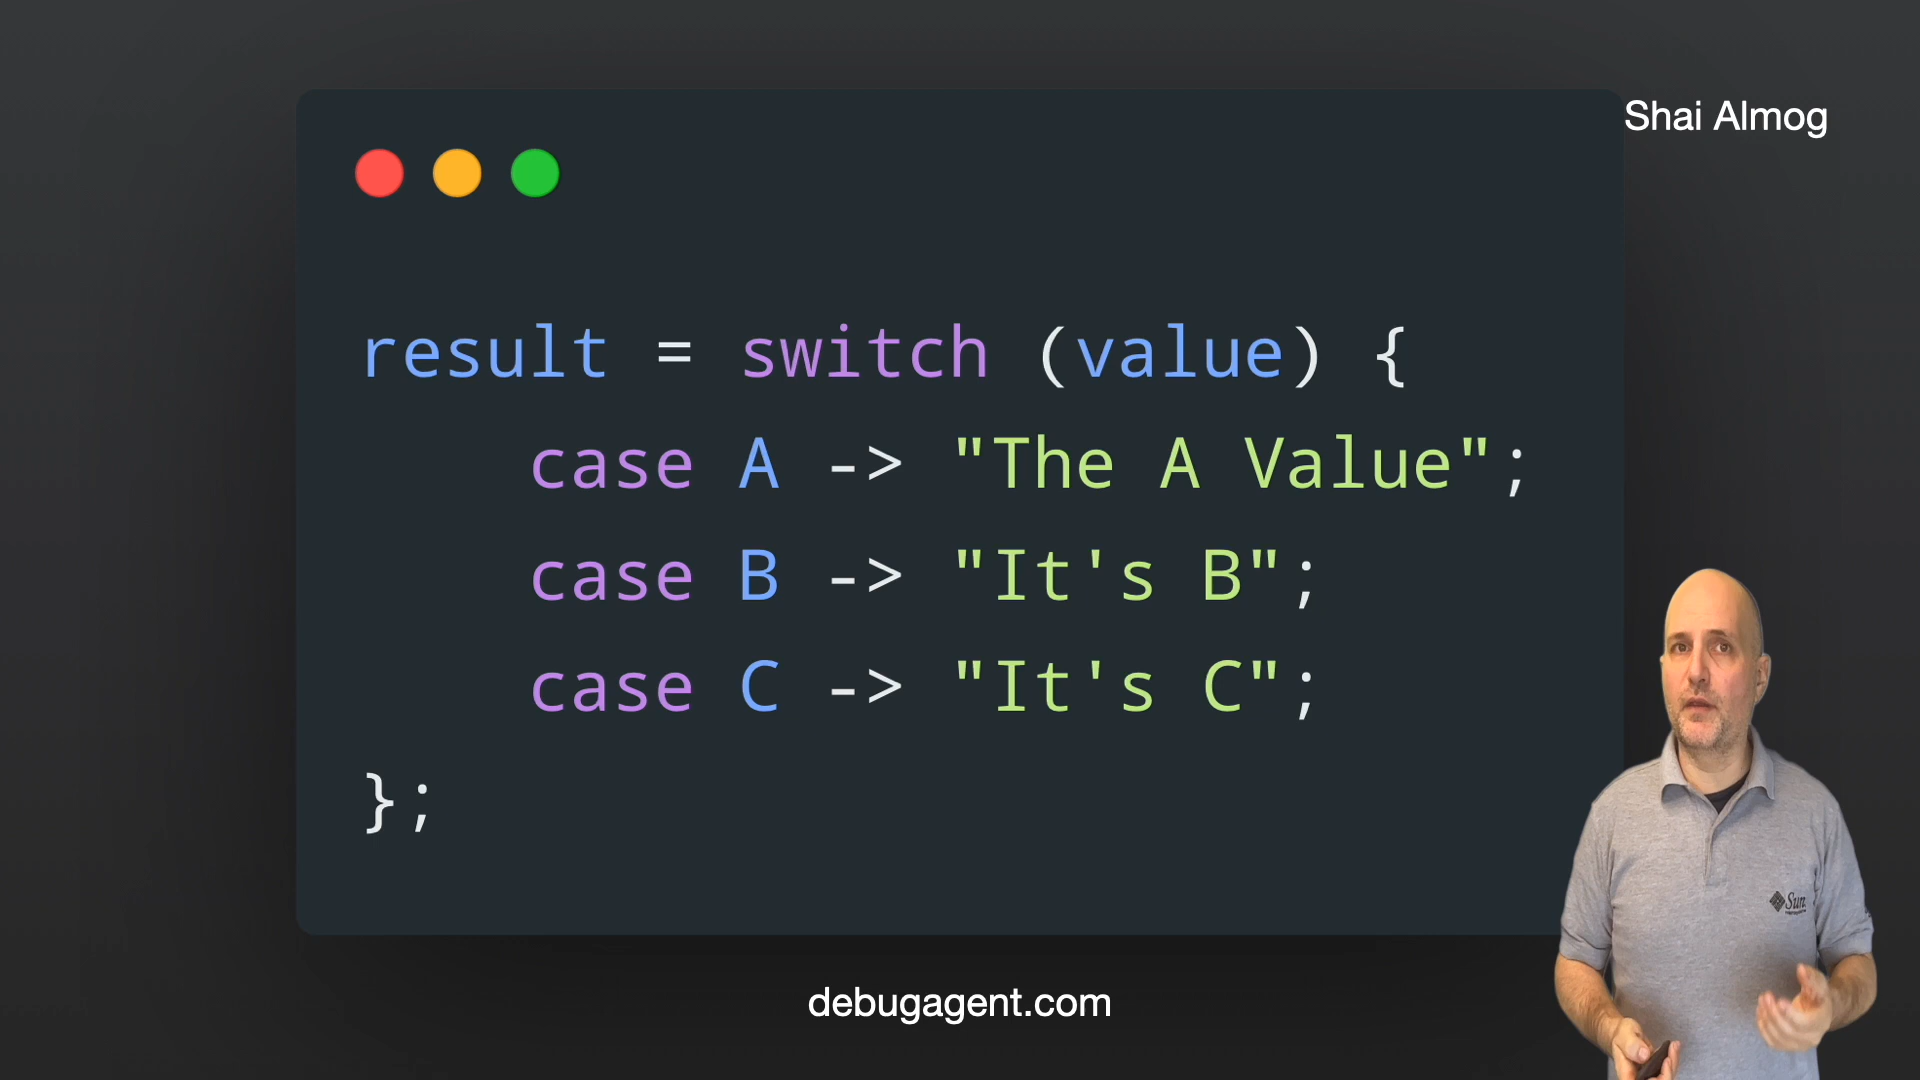 Shai Almog
result = switch (value) {
    case A -> "The A Value";
    case B -> "It's B";
    case C -> "It's C";
};
debugagent.com
Sun